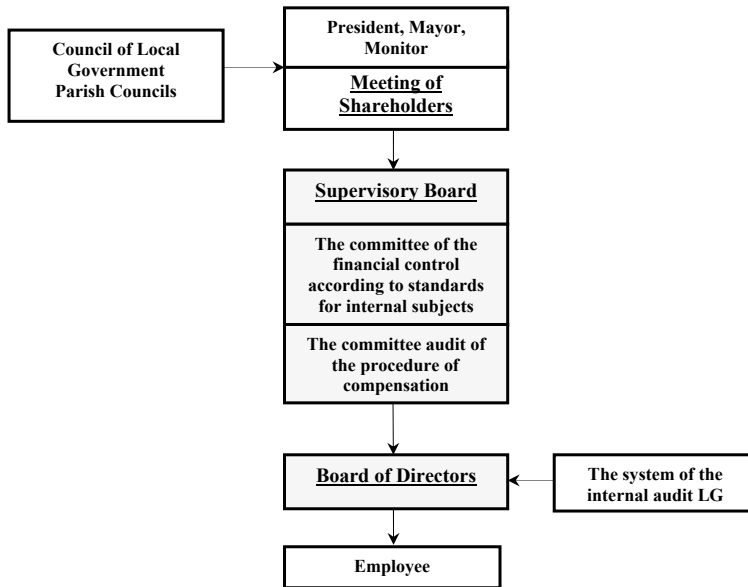 Council of Local
Government
Parish Councils
President, Mayor,
Monitor
Meeting of
Shareholders
Supervisory Board
The committee of the
financial control
according to standards
for internal subjects
The committee audit of
the procedure of
compensation
Board of Directors
The system of the
internal audit LG
Employee